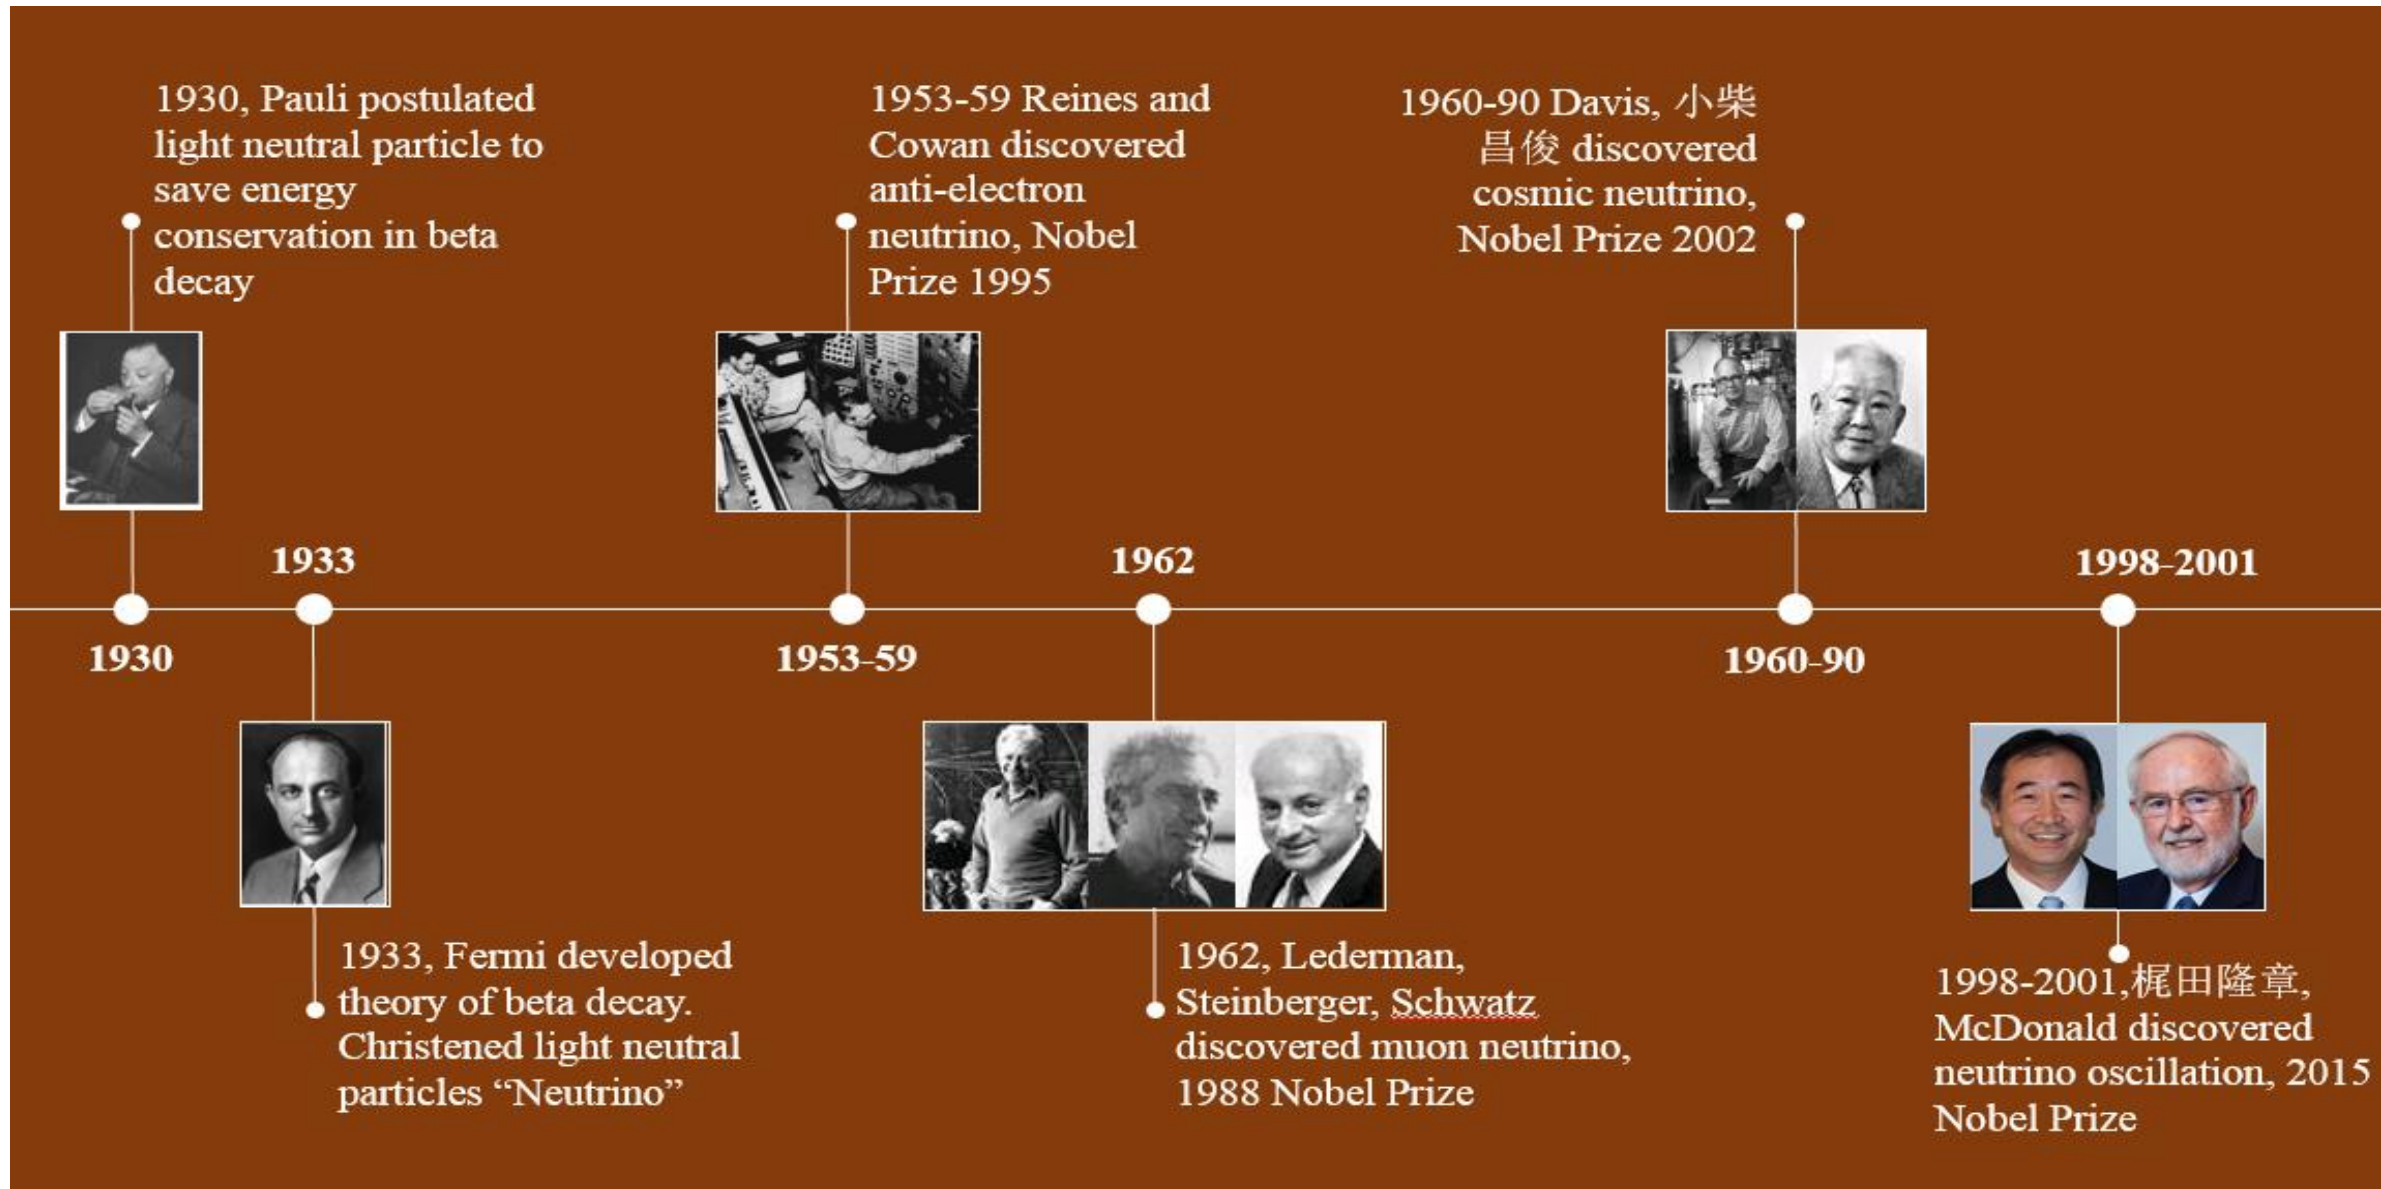 1930, Pauli postulated
light neutral particle to
save energy
conservation in beta
decay
1953-59 Reines and
Cowan discovered
anti-electron
neutrino, Nobel
Prize 1995
1960-90 Davis, 小柴
昌俊 discovered
cosmic neutrino,
Nobel Prize 2002
1933
1962
1998-2001
1930
1953-59
1960-90
1933, Fermi developed
theory of beta decay.
Christened light neutral
particles “Neutrino”
1962, Lederman,
Steinberger, Schwatz
discovered muon neutrino,
1988 Nobel Prize
1998-2001,梶田隆章,
McDonald discovered
neutrino oscillation, 2015
Nobel Prize